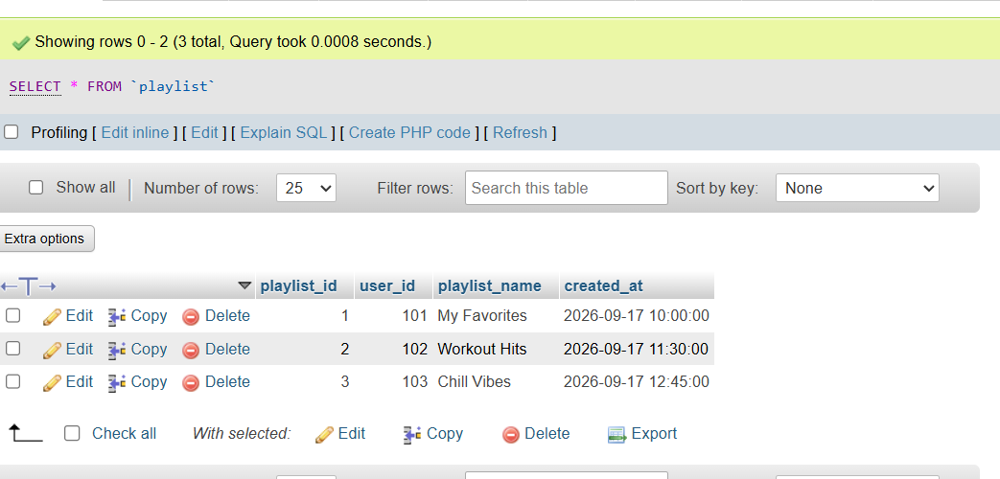 Showing rows 0 - 2 (3 total, Query took 0.0008 seconds.)
SELECT * FROM `playlist`
Profiling [ Edit inline ] [ Edit ] [ Explain SQL ] [ Create PHP code ] [ Refresh ]
Show all Number of rows: 25 Filter rows: Search this table Sort by key: None
Extra options
playlist_id user_id playlist_name created_at
Edit Copy Delete 1 101 My Favorites 2026-09-17 10:00:00
Edit Copy Delete 2 102 Workout Hits 2026-09-17 11:30:00
Edit Copy Delete 3 103 Chill Vibes 2026-09-17 12:45:00
Check all With selected: Edit Copy Delete Export